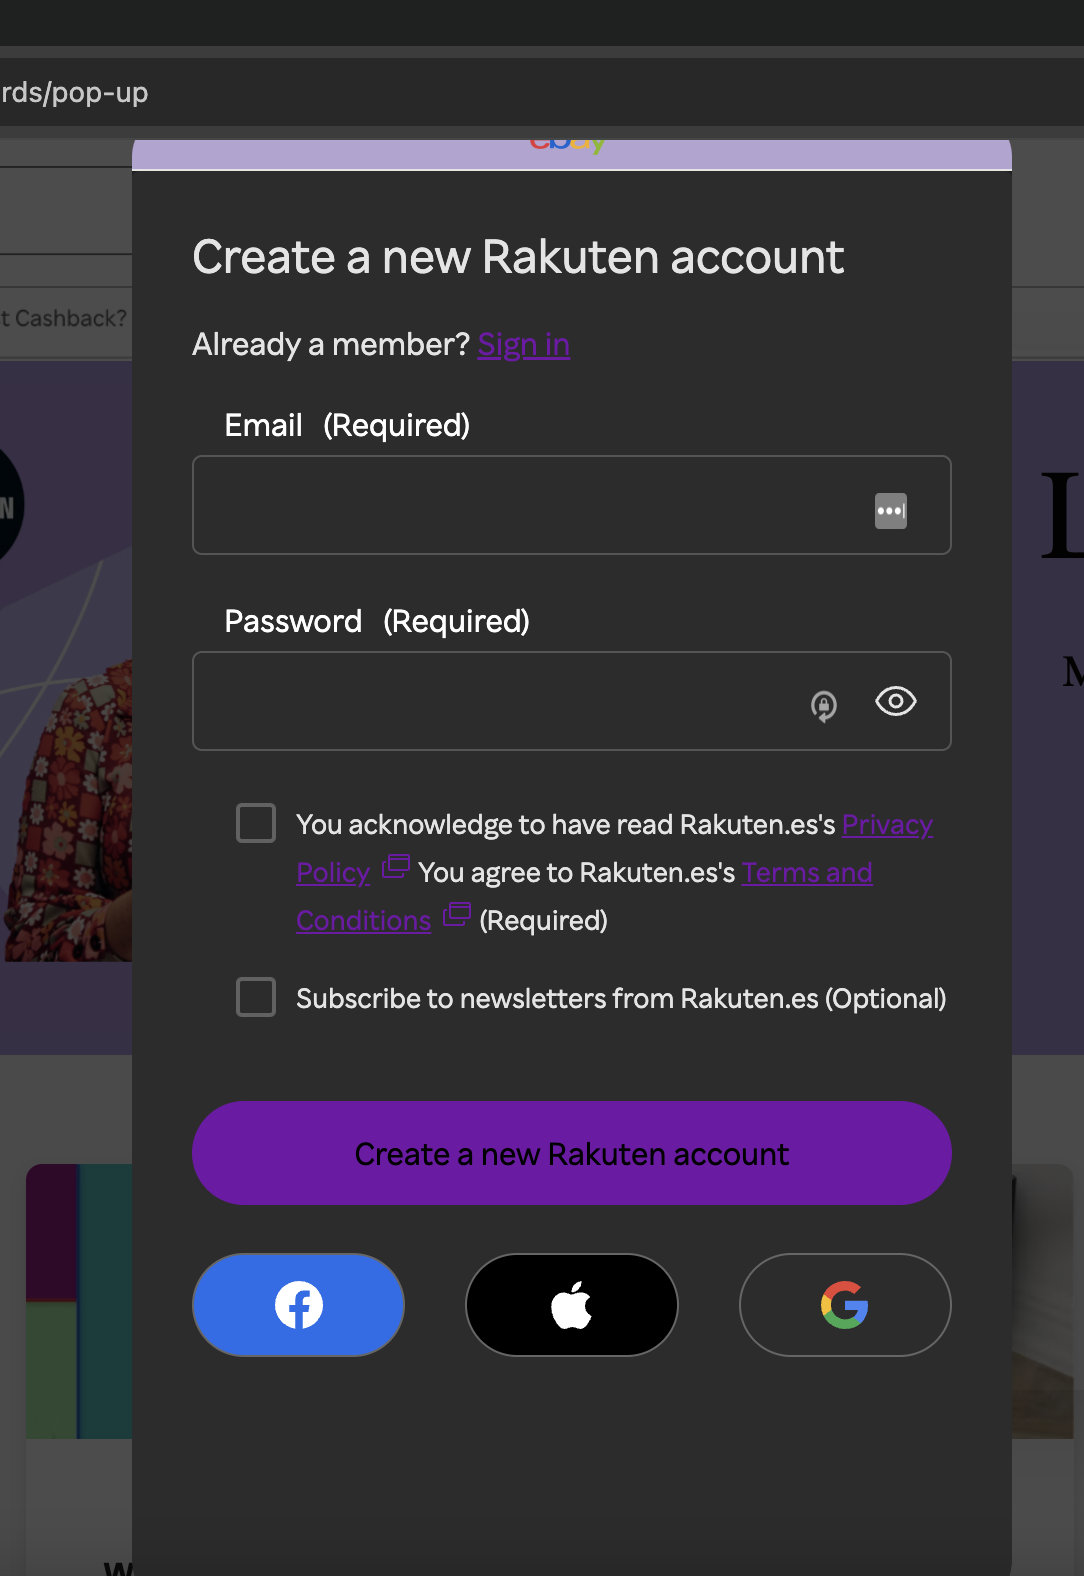 rds/pop-up
ebay
Create a new Rakuten account
t Cashback?
Already a member? Sign in
Email (Required)
Password (Required)
You acknowledge to have read Rakuten.es's Privacy
Policy You agree to Rakuten.es's Terms and
Conditions (Required)
Subscribe to newsletters from Rakuten.es (Optional)
Create a new Rakuten account